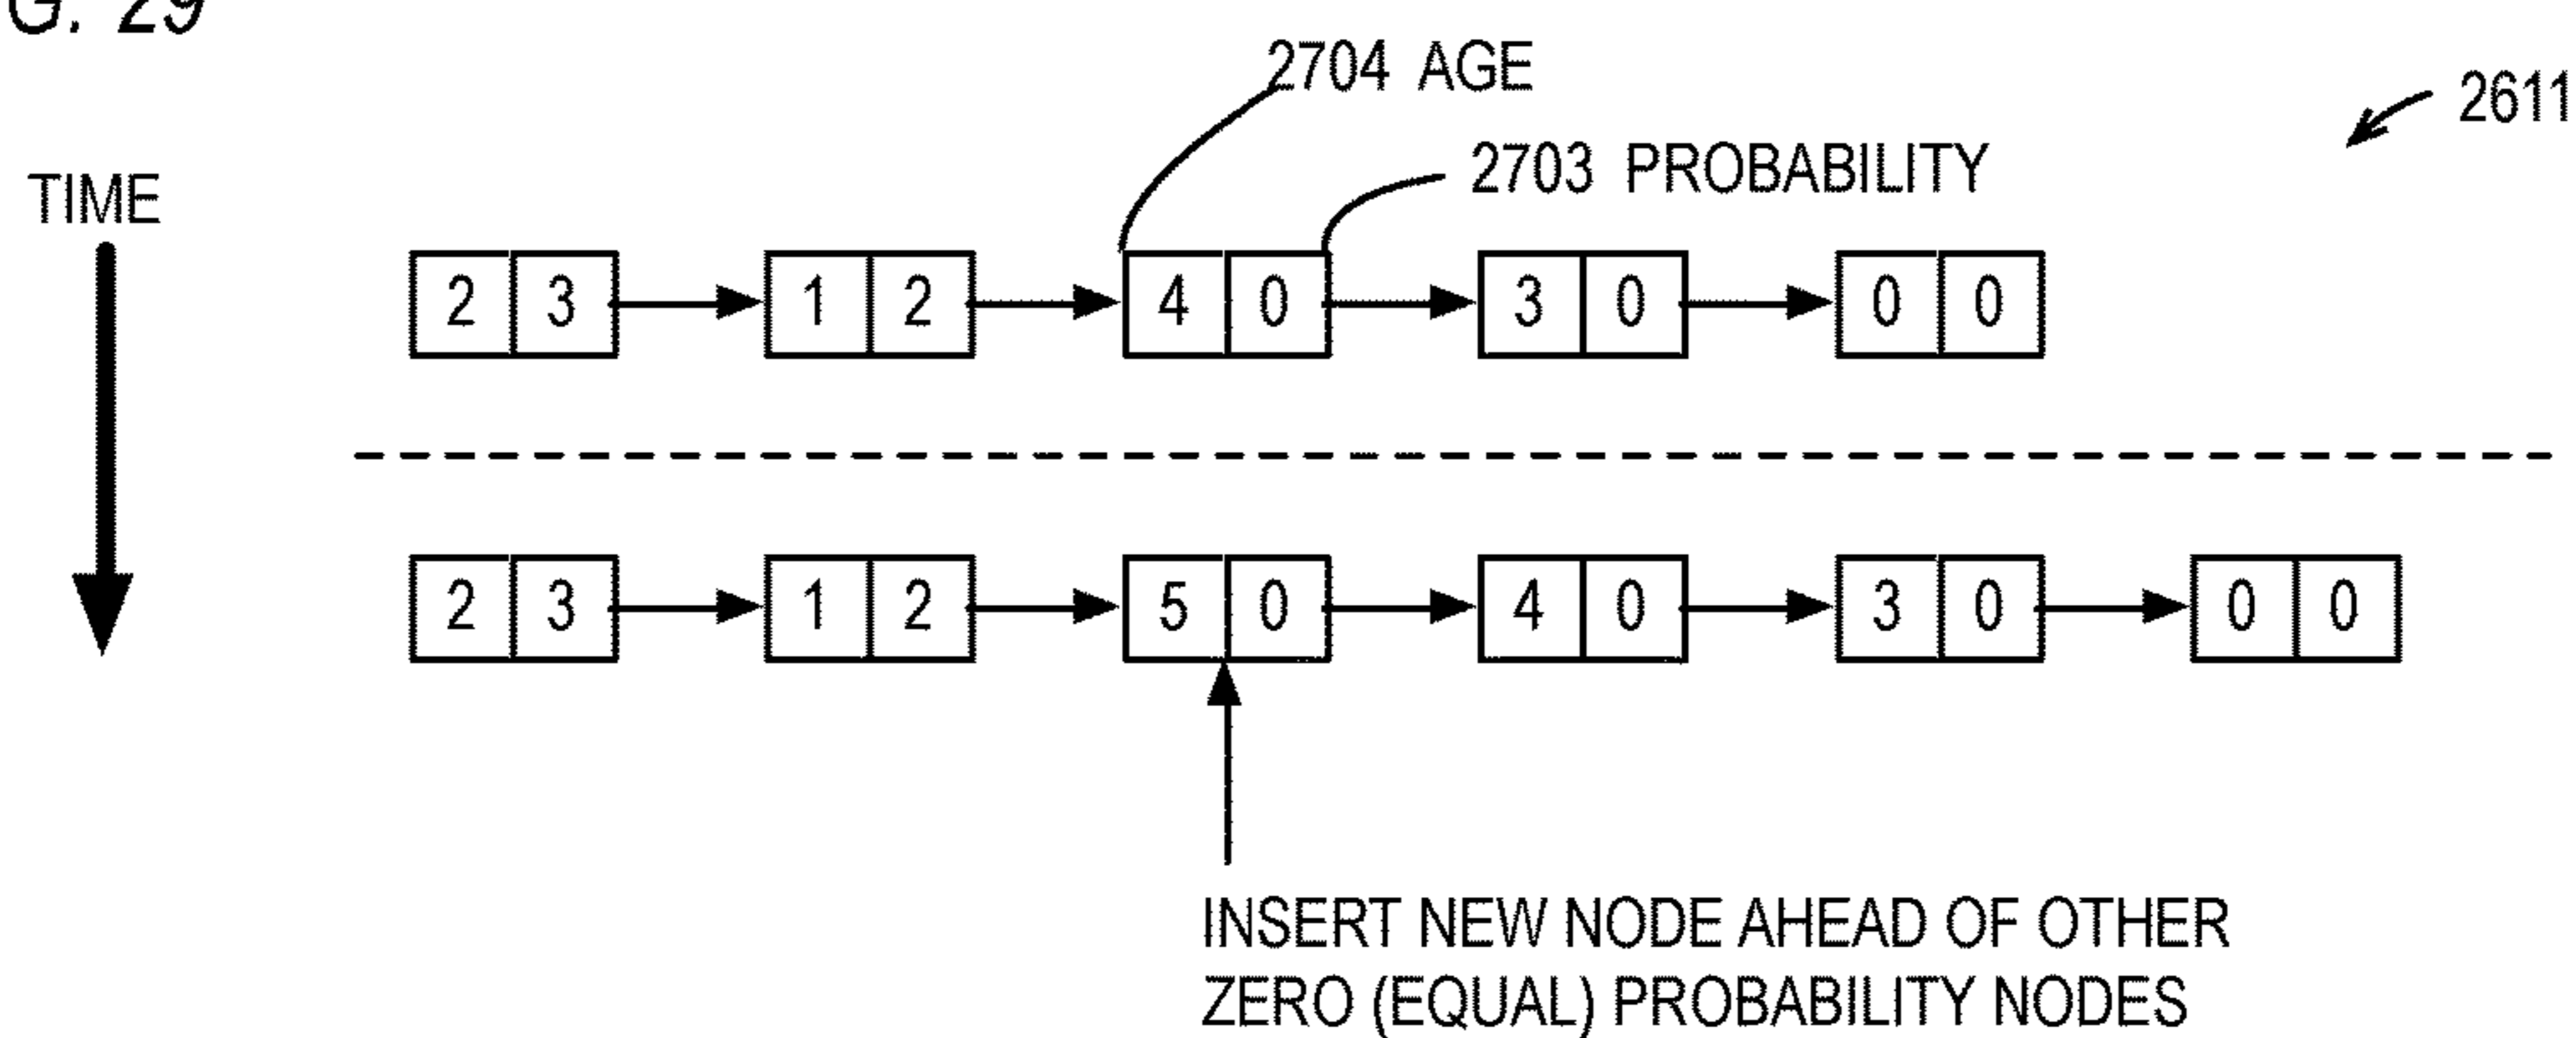 G. 29
2704 AGE
2611
2703 PROBABILITY
TIME
2 3 1 2 4 0 3 0 0 0
2 3 1 2 5 0 4 0 3 0 0 0
INSERT NEW NODE AHEAD OF OTHER
ZERO (EQUAL) PROBABILITY NODES